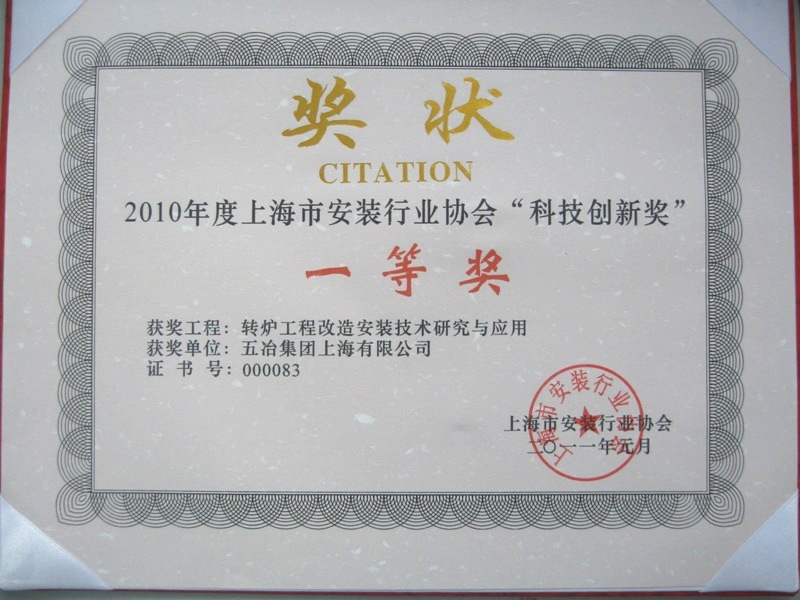 奖 状
CITATION
2010年度上海市安装行业协会“科技创新奖”
一等奖
获奖工程：转炉工程改造安装技术研究与应用
获奖单位：五冶集团上海有限公司
证 书 号：000083
上海市安装行业协会
上海市安装行业协会
二〇一一年元月